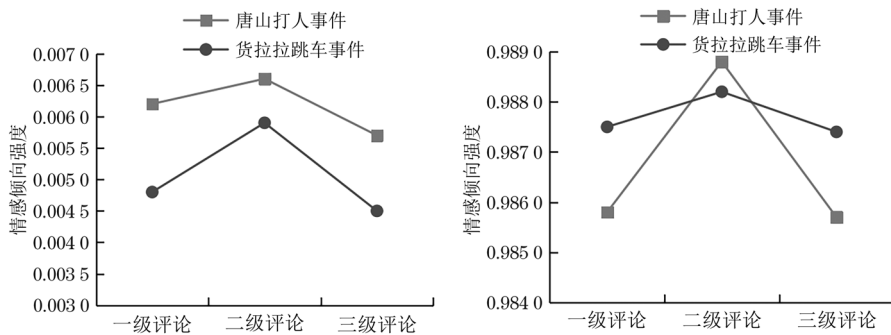 唐山打人事件
货拉拉跳车事件
情感倾向强度
0.007 0
0.006 5
0.006 0
0.005 5
0.005 0
0.004 5
0.004 0
0.003 5
0.003 0
一级评论 二级评论 三级评论
唐山打人事件
货拉拉跳车事件
情感倾向强度
0.989 0
0.988 0
0.987 0
0.986 0
0.985 0
0.984 0
一级评论 二级评论 三级评论